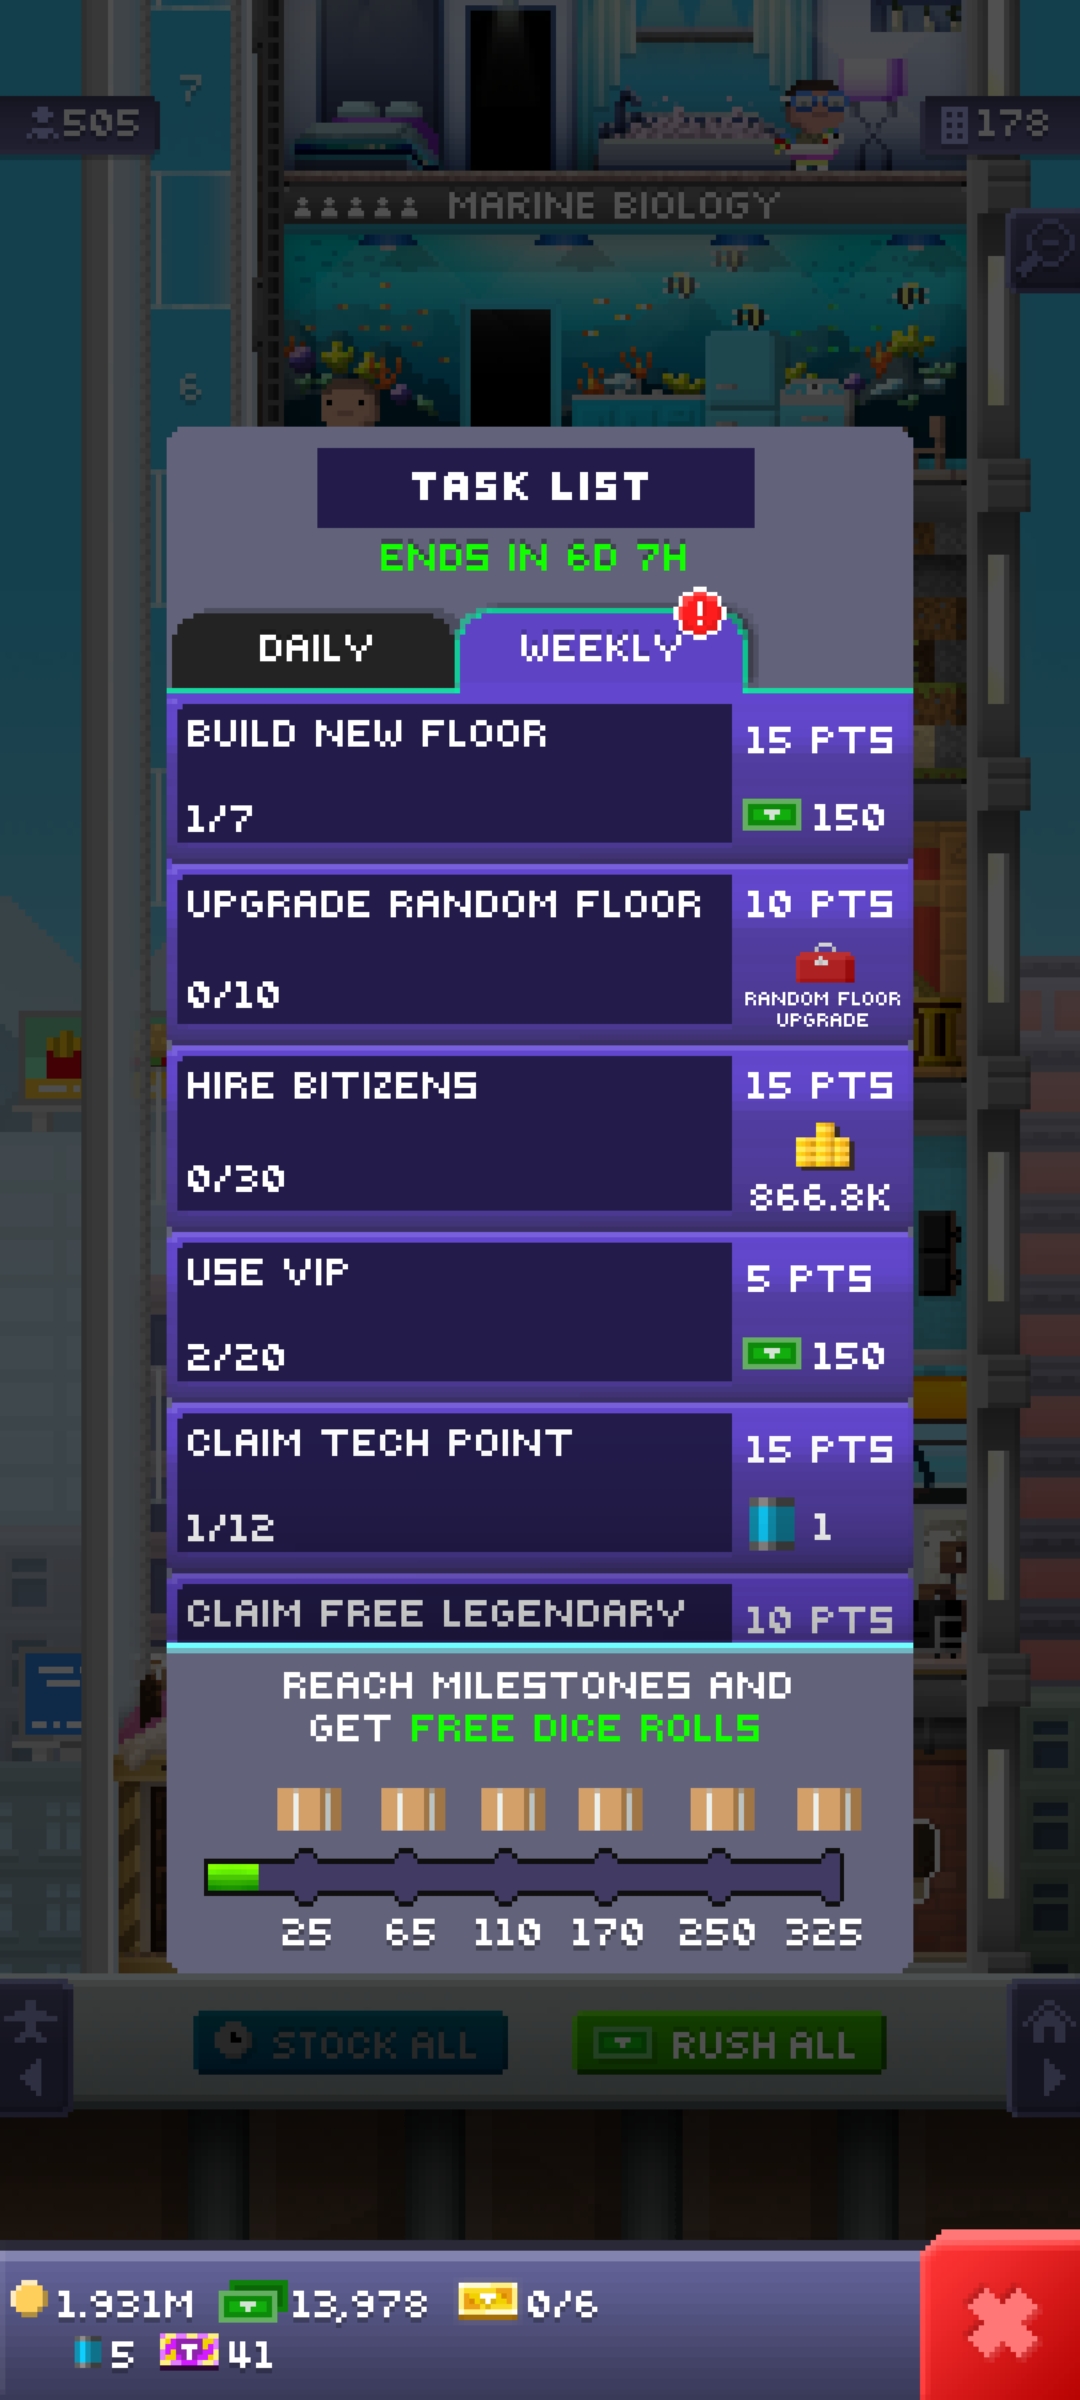 7
505
178
MARINE BIOLOGY
6
TASK LIST
ENDS IN 6D 7H
DAILY
WEEKLY
!
BUILD NEW FLOOR
15 PTS
1/7
150
UPGRADE RANDOM FLOOR
10 PTS
0/10
RANDOM FLOOR
UPGRADE
HIRE BITIZENS
15 PTS
0/30
866.8K
USE VIP
5 PTS
2/20
150
CLAIM TECH POINT
15 PTS
1/12
1
CLAIM FREE LEGENDARY
10 PTS
REACH MILESTONES AND
GET FREE DICE ROLLS
25 65 110 170 250 325
STOCK ALL
RUSH ALL
1.931M 13,978 0/6
5 T 41